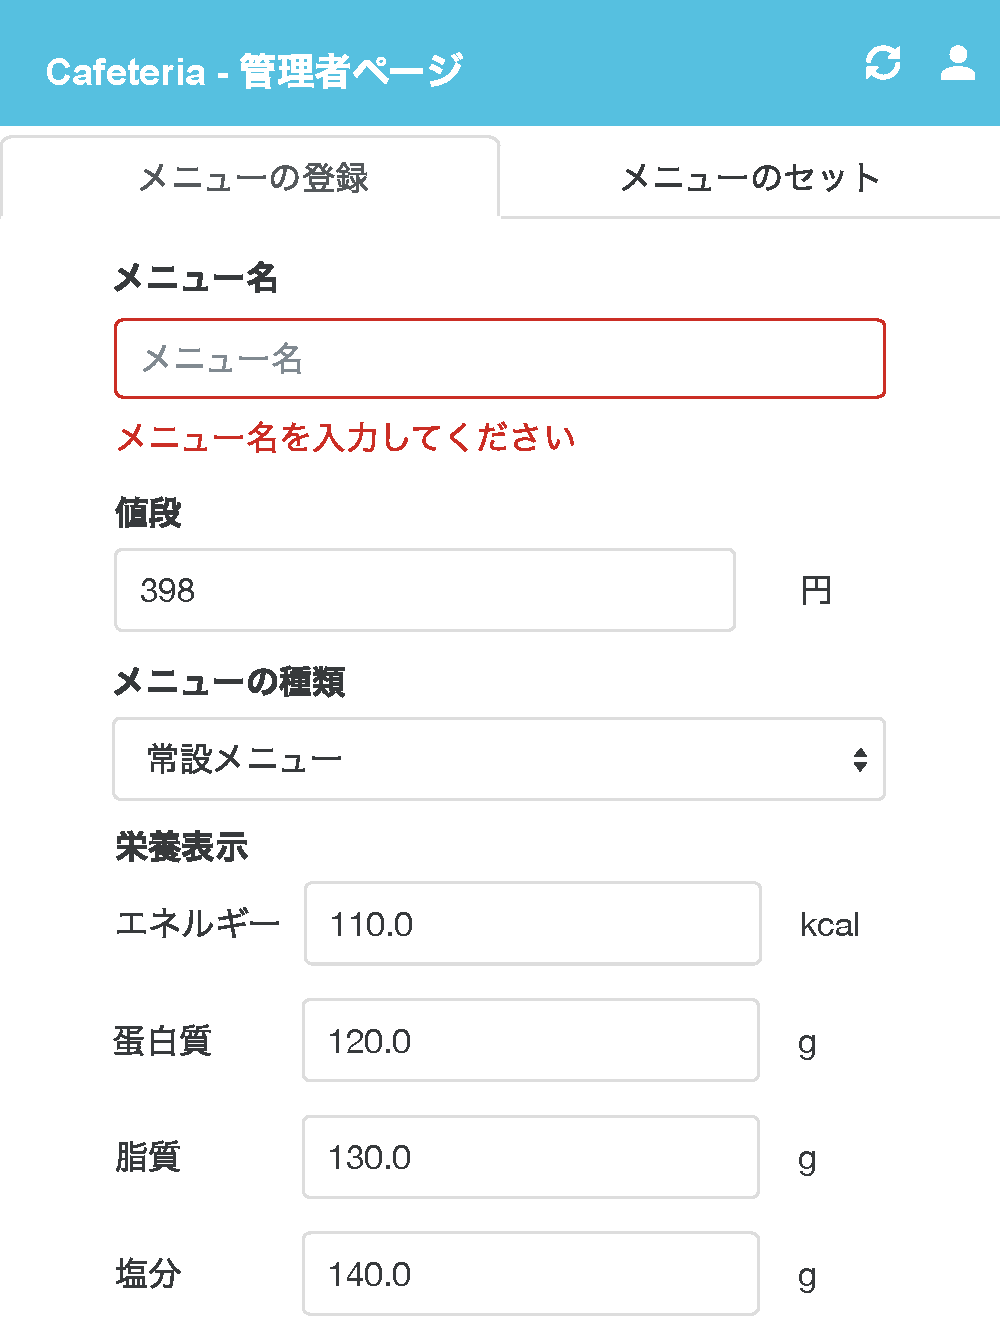 Cafeteria - 管理者ページ
メニューの登録 メニューのセット
メニュー名
メニュー名
メニュー名を入力してください
値段
398 円
メニューの種類
常設メニュー
栄養表示
エネルギー 110.0 kcal
蛋白質 120.0 g
脂質 130.0 g
塩分 140.0 g